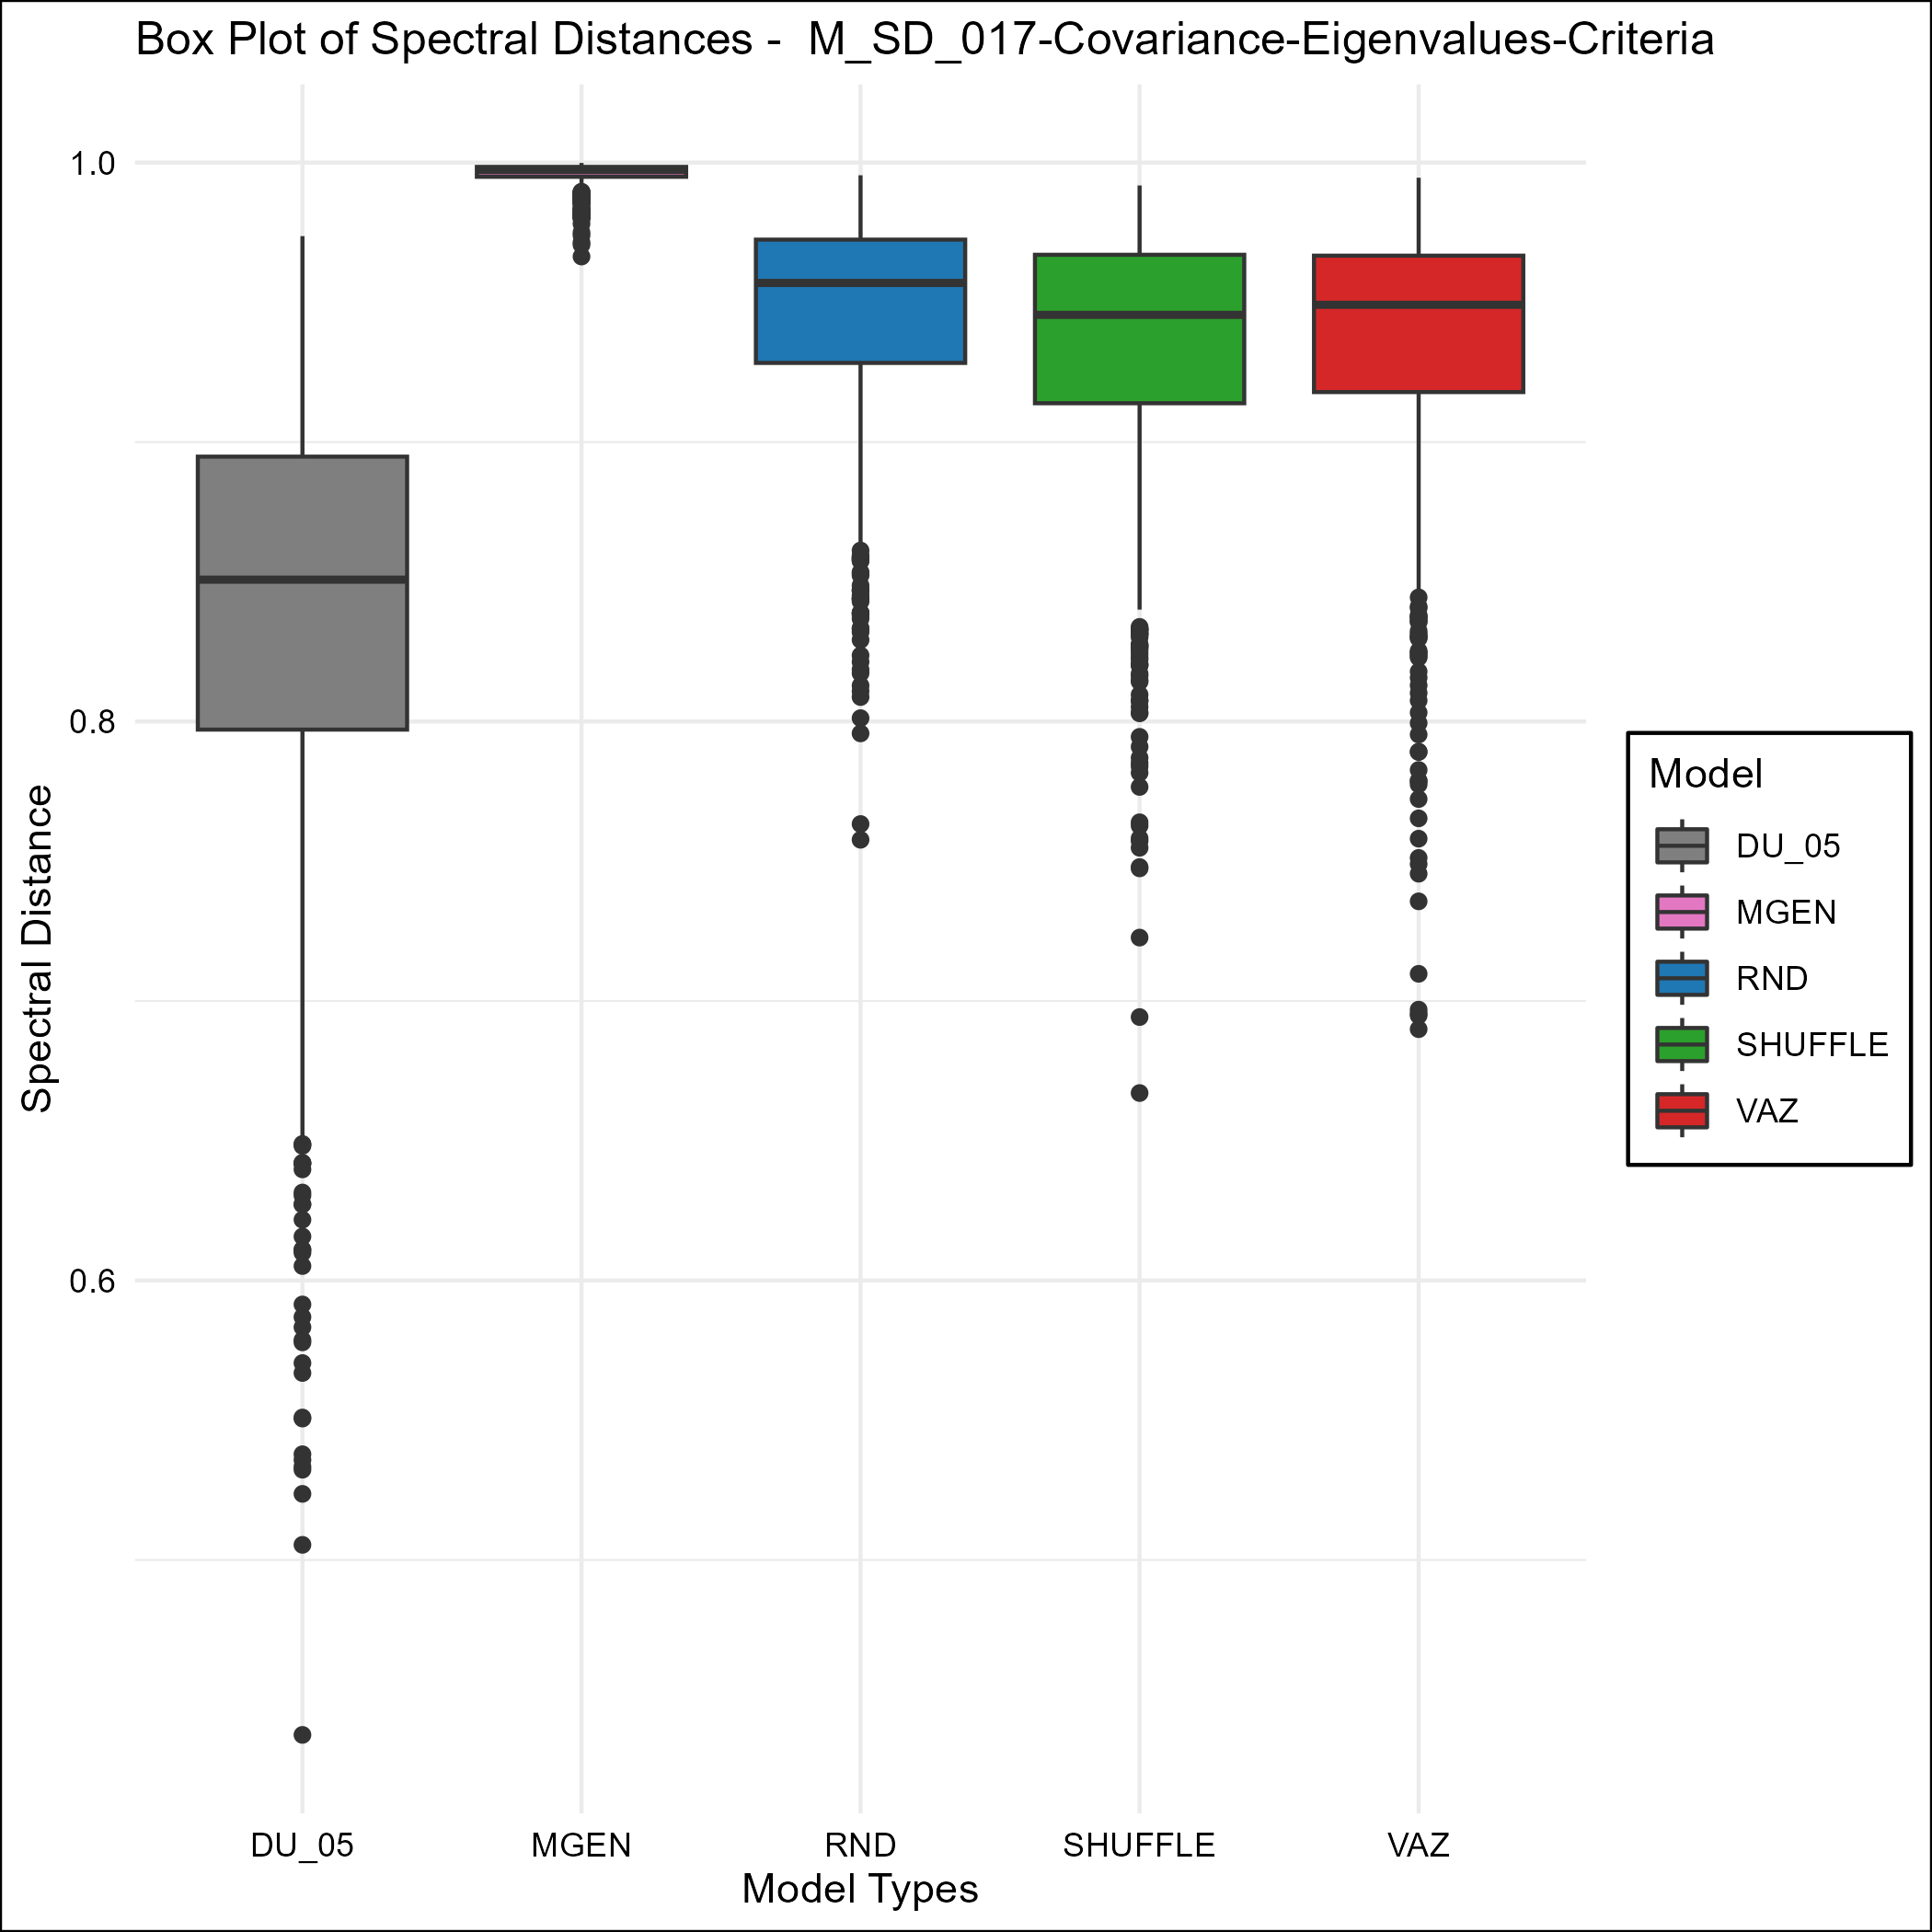 Box Plot of Spectral Distances -  M_SD_017-Covariance-Eigenvalues-Criteria
1.0
0.8
0.6
Spectral Distance
DU_05
MGEN
RND
SHUFFLE
VAZ
Model Types
Model
DU_05
MGEN
RND
SHUFFLE
VAZ